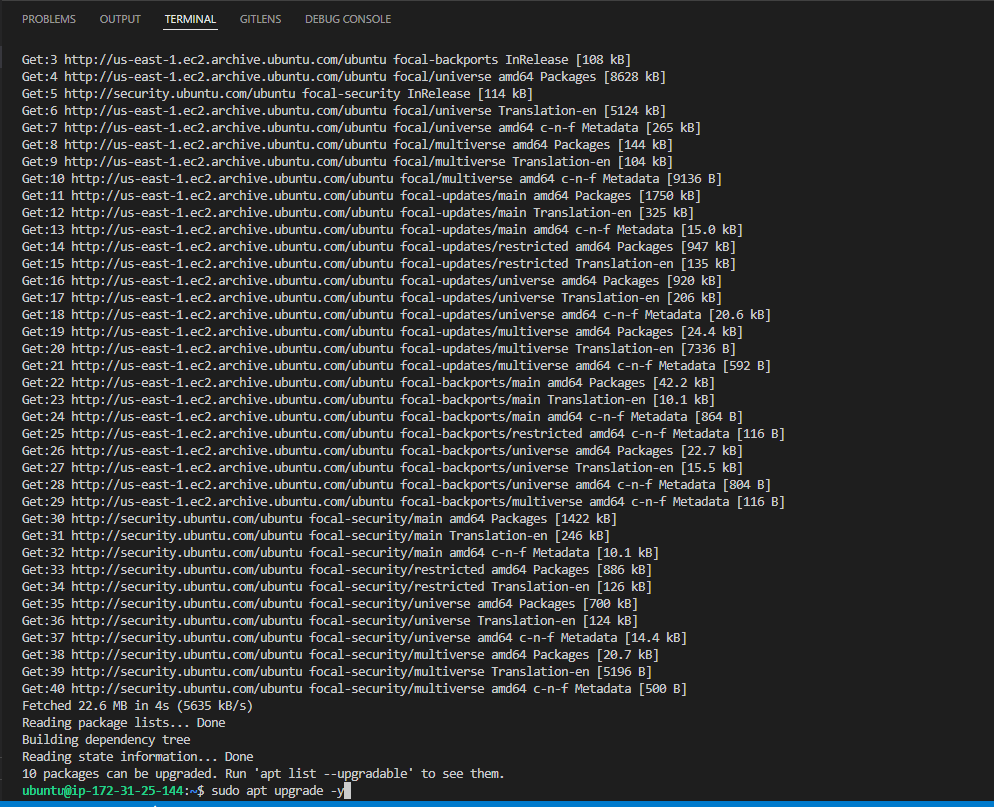 PROBLEMS OUTPUT TERMINAL GITLENS DEBUG CONSOLE
Get:3 http://us-east-1.ec2.archive.ubuntu.com/ubuntu focal-backports InRelease [108 kB]
Get:4 http://us-east-1.ec2.archive.ubuntu.com/ubuntu focal/universe amd64 Packages [8628 kB]
Get:5 http://security.ubuntu.com/ubuntu focal-security InRelease [114 kB]
Get:6 http://us-east-1.ec2.archive.ubuntu.com/ubuntu focal/universe Translation-en [5124 kB]
Get:7 http://us-east-1.ec2.archive.ubuntu.com/ubuntu focal/universe amd64 c-n-f Metadata [265 kB]
Get:8 http://us-east-1.ec2.archive.ubuntu.com/ubuntu focal/multiverse amd64 Packages [144 kB]
Get:9 http://us-east-1.ec2.archive.ubuntu.com/ubuntu focal/multiverse Translation-en [104 kB]
Get:10 http://us-east-1.ec2.archive.ubuntu.com/ubuntu focal/multiverse amd64 c-n-f Metadata [9136 B]
Get:11 http://us-east-1.ec2.archive.ubuntu.com/ubuntu focal-updates/main amd64 Packages [1750 kB]
Get:12 http://us-east-1.ec2.archive.ubuntu.com/ubuntu focal-updates/main Translation-en [325 kB]
Get:13 http://us-east-1.ec2.archive.ubuntu.com/ubuntu focal-updates/main amd64 c-n-f Metadata [15.0 kB]
Get:14 http://us-east-1.ec2.archive.ubuntu.com/ubuntu focal-updates/restricted amd64 Packages [947 kB]
Get:15 http://us-east-1.ec2.archive.ubuntu.com/ubuntu focal-updates/restricted Translation-en [135 kB]
Get:16 http://us-east-1.ec2.archive.ubuntu.com/ubuntu focal-updates/universe amd64 Packages [920 kB]
Get:17 http://us-east-1.ec2.archive.ubuntu.com/ubuntu focal-updates/universe Translation-en [206 kB]
Get:18 http://us-east-1.ec2.archive.ubuntu.com/ubuntu focal-updates/universe amd64 c-n-f Metadata [20.6 kB]
Get:19 http://us-east-1.ec2.archive.ubuntu.com/ubuntu focal-updates/multiverse amd64 Packages [24.4 kB]
Get:20 http://us-east-1.ec2.archive.ubuntu.com/ubuntu focal-updates/multiverse Translation-en [7336 B]
Get:21 http://us-east-1.ec2.archive.ubuntu.com/ubuntu focal-updates/multiverse amd64 c-n-f Metadata [592 B]
Get:22 http://us-east-1.ec2.archive.ubuntu.com/ubuntu focal-backports/main amd64 Packages [42.2 kB]
Get:23 http://us-east-1.ec2.archive.ubuntu.com/ubuntu focal-backports/main Translation-en [10.1 kB]
Get:24 http://us-east-1.ec2.archive.ubuntu.com/ubuntu focal-backports/main amd64 c-n-f Metadata [864 B]
Get:25 http://us-east-1.ec2.archive.ubuntu.com/ubuntu focal-backports/restricted amd64 c-n-f Metadata [116 B]
Get:26 http://us-east-1.ec2.archive.ubuntu.com/ubuntu focal-backports/universe amd64 Packages [22.7 kB]
Get:27 http://us-east-1.ec2.archive.ubuntu.com/ubuntu focal-backports/universe Translation-en [15.5 kB]
Get:28 http://us-east-1.ec2.archive.ubuntu.com/ubuntu focal-backports/universe amd64 c-n-f Metadata [804 B]
Get:29 http://us-east-1.ec2.archive.ubuntu.com/ubuntu focal-backports/multiverse amd64 c-n-f Metadata [116 B]
Get:30 http://security.ubuntu.com/ubuntu focal-security/main amd64 Packages [1422 kB]
Get:31 http://security.ubuntu.com/ubuntu focal-security/main Translation-en [246 kB]
Get:32 http://security.ubuntu.com/ubuntu focal-security/main amd64 c-n-f Metadata [10.1 kB]
Get:33 http://security.ubuntu.com/ubuntu focal-security/restricted amd64 Packages [886 kB]
Get:34 http://security.ubuntu.com/ubuntu focal-security/restricted Translation-en [126 kB]
Get:35 http://security.ubuntu.com/ubuntu focal-security/universe amd64 Packages [700 kB]
Get:36 http://security.ubuntu.com/ubuntu focal-security/universe Translation-en [124 kB]
Get:37 http://security.ubuntu.com/ubuntu focal-security/universe amd64 c-n-f Metadata [14.4 kB]
Get:38 http://security.ubuntu.com/ubuntu focal-security/multiverse amd64 Packages [20.7 kB]
Get:39 http://security.ubuntu.com/ubuntu focal-security/multiverse Translation-en [5196 B]
Get:40 http://security.ubuntu.com/ubuntu focal-security/multiverse amd64 c-n-f Metadata [500 B]
Fetched 22.6 MB in 4s (5635 kB/s)
Reading package lists... Done
Building dependency tree
Reading state information... Done
10 packages can be upgraded. Run 'apt list --upgradable' to see them.
ubuntu@ip-172-31-25-144:~$ sudo apt upgrade -y